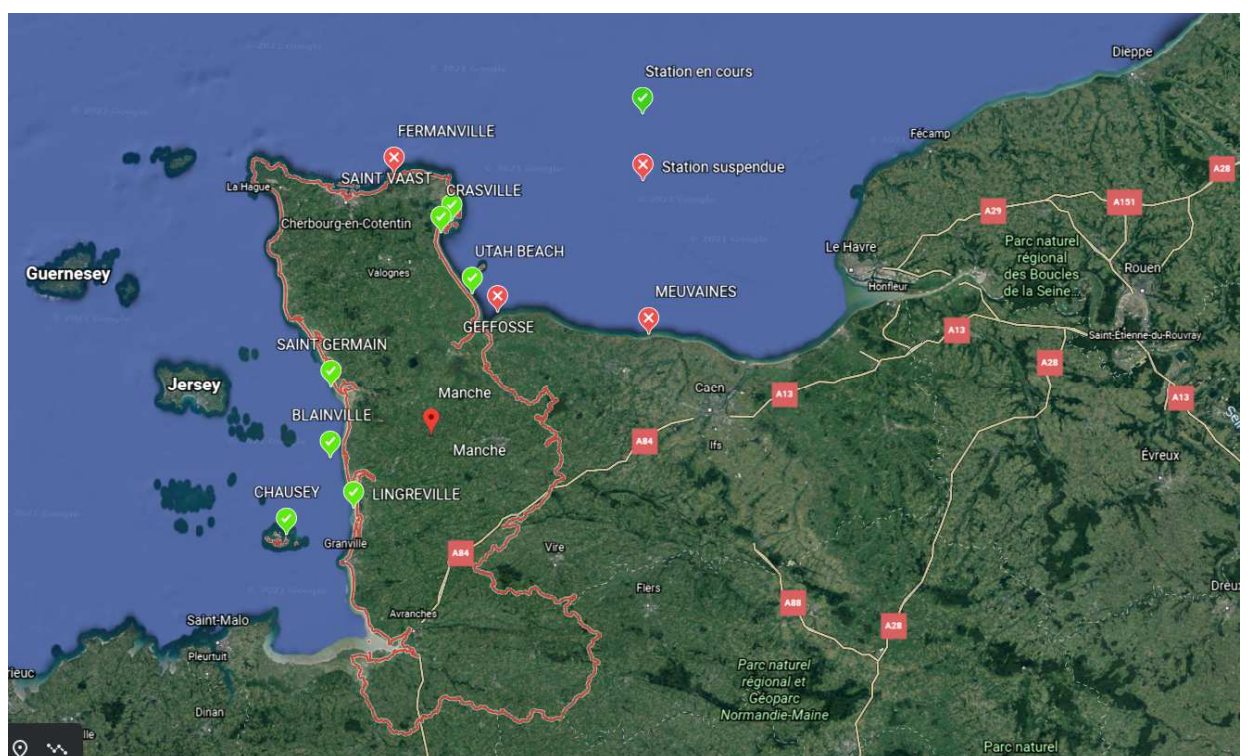 Dieppe
Station en cours
Fécamp
FERMANVILLE
A28
Station suspendue
La Hague
SAINT VAAST
CRASVILLE
A151
A29
Cherbourg-en-Cotentin
Le Havre
Parc naturel
régional
des Boucles
de la Seine...
UTAH BEACH
Guernesey
Valognes
Rouen
Honfleur
MEUVAINES
GEFFOSSE
A13
Saint-Étienne-du-Rouvray
SAINT GERMAIN
A28
Jersey
Manche
Caen
A13
A13
BLAINVILLE
Manche
A84
Ifs
Évreux
CHAUSEY
LINGREVILLE
Granville
A84
Vire
Flers
Dreux
A88
Avranches
Saint-Malo
A28
Pleurtuit
rieuc
Parc naturel
régional et
Géoparc
Normandie-Maine
Dinan
Parc naturel